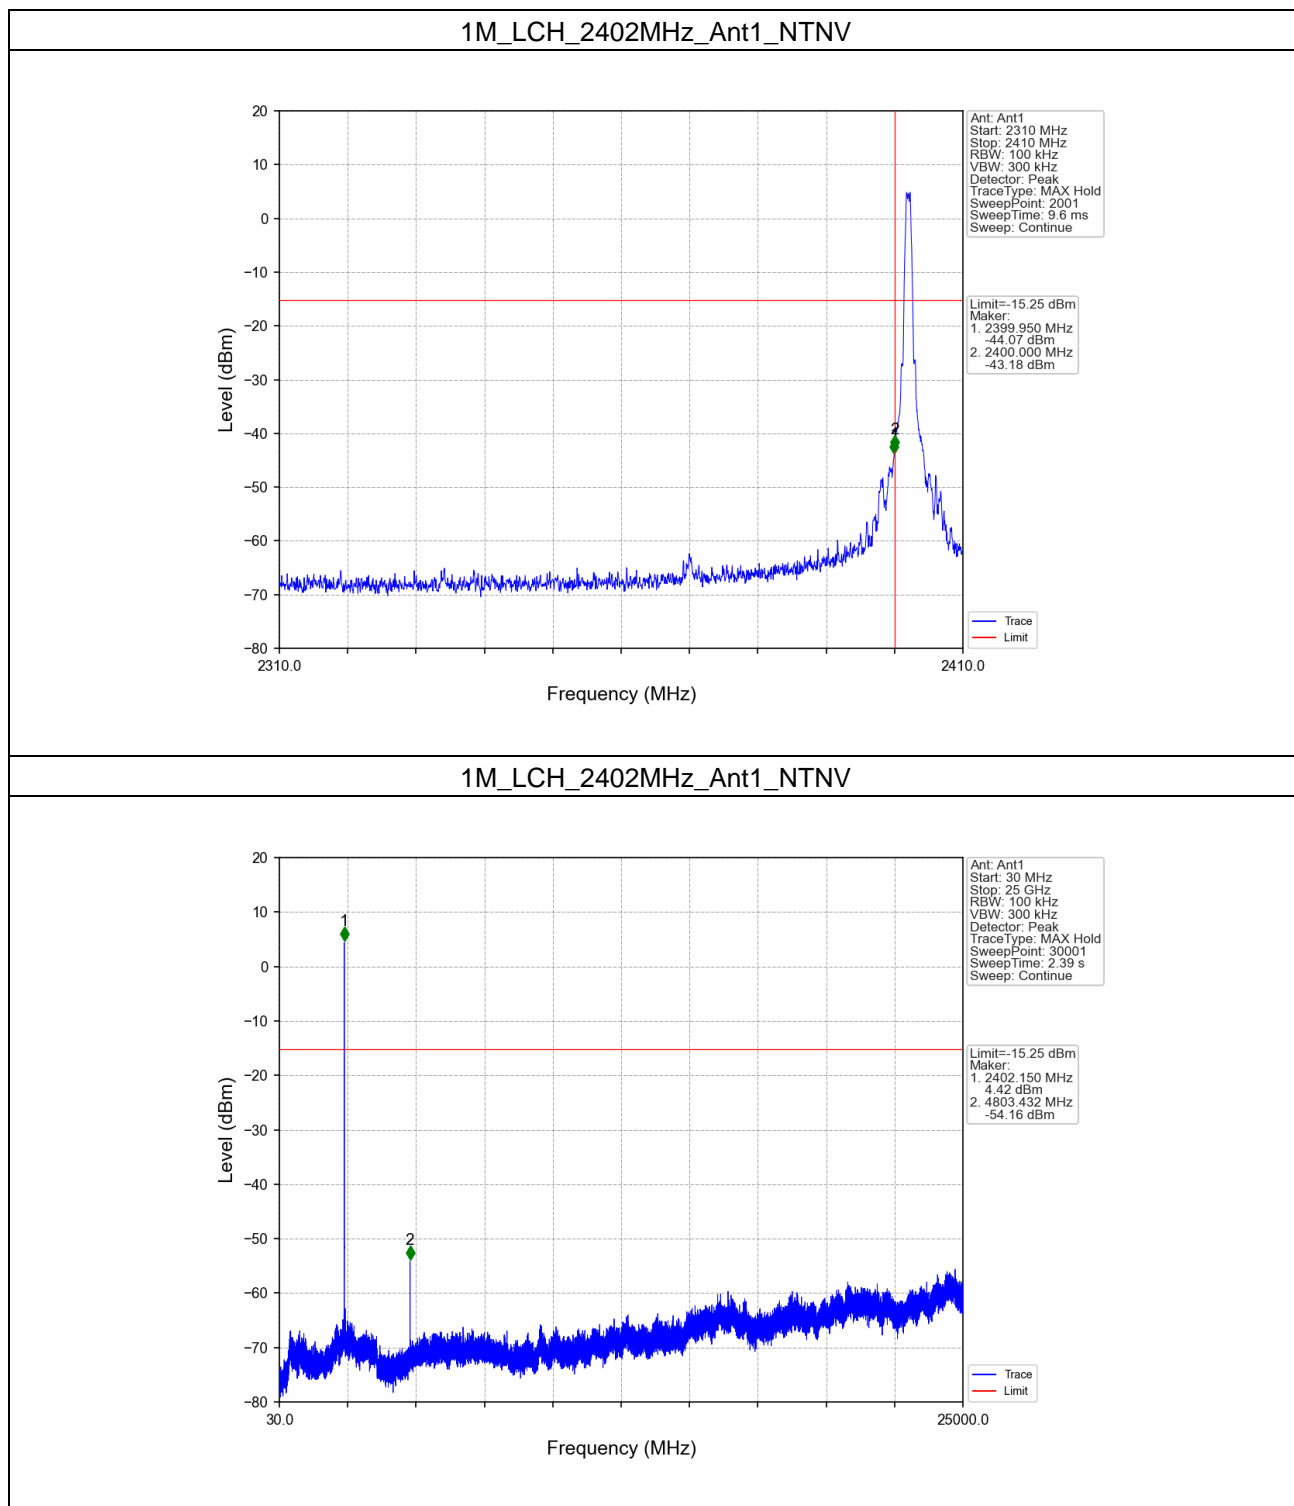 1M_LCH_2402MHz_Ant1_NTNV
20
10
0
−10
−20
−30
−40
−50
−60
−70
−80
Level (dBm)
2310.0
2410.0
Frequency (MHz)
2
Ant: Ant1
Start: 2310 MHz
Stop: 2410 MHz
RBW: 100 kHz
VBW: 300 kHz
Detector: Peak
TraceType: MAX Hold
SweepPoint: 2001
SweepTime: 9.6 ms
Sweep: Continue
Limit=-15.25 dBm
Maker:
1. 2399.950 MHz
-44.07 dBm
2. 2400.000 MHz
-43.18 dBm
Trace
Limit
1M_LCH_2402MHz_Ant1_NTNV
20
10
0
−10
−20
−30
−40
−50
−60
−70
−80
Level (dBm)
30.0
25000.0
Frequency (MHz)
1
2
Ant: Ant1
Start: 30 MHz
Stop: 25 GHz
RBW: 100 kHz
VBW: 300 kHz
Detector: Peak
TraceType: MAX Hold
SweepPoint: 30001
SweepTime: 2.39 s
Sweep: Continue
Limit=-15.25 dBm
Maker:
1. 2402.150 MHz
4.42 dBm
2. 4803.432 MHz
-54.16 dBm
Trace
Limit